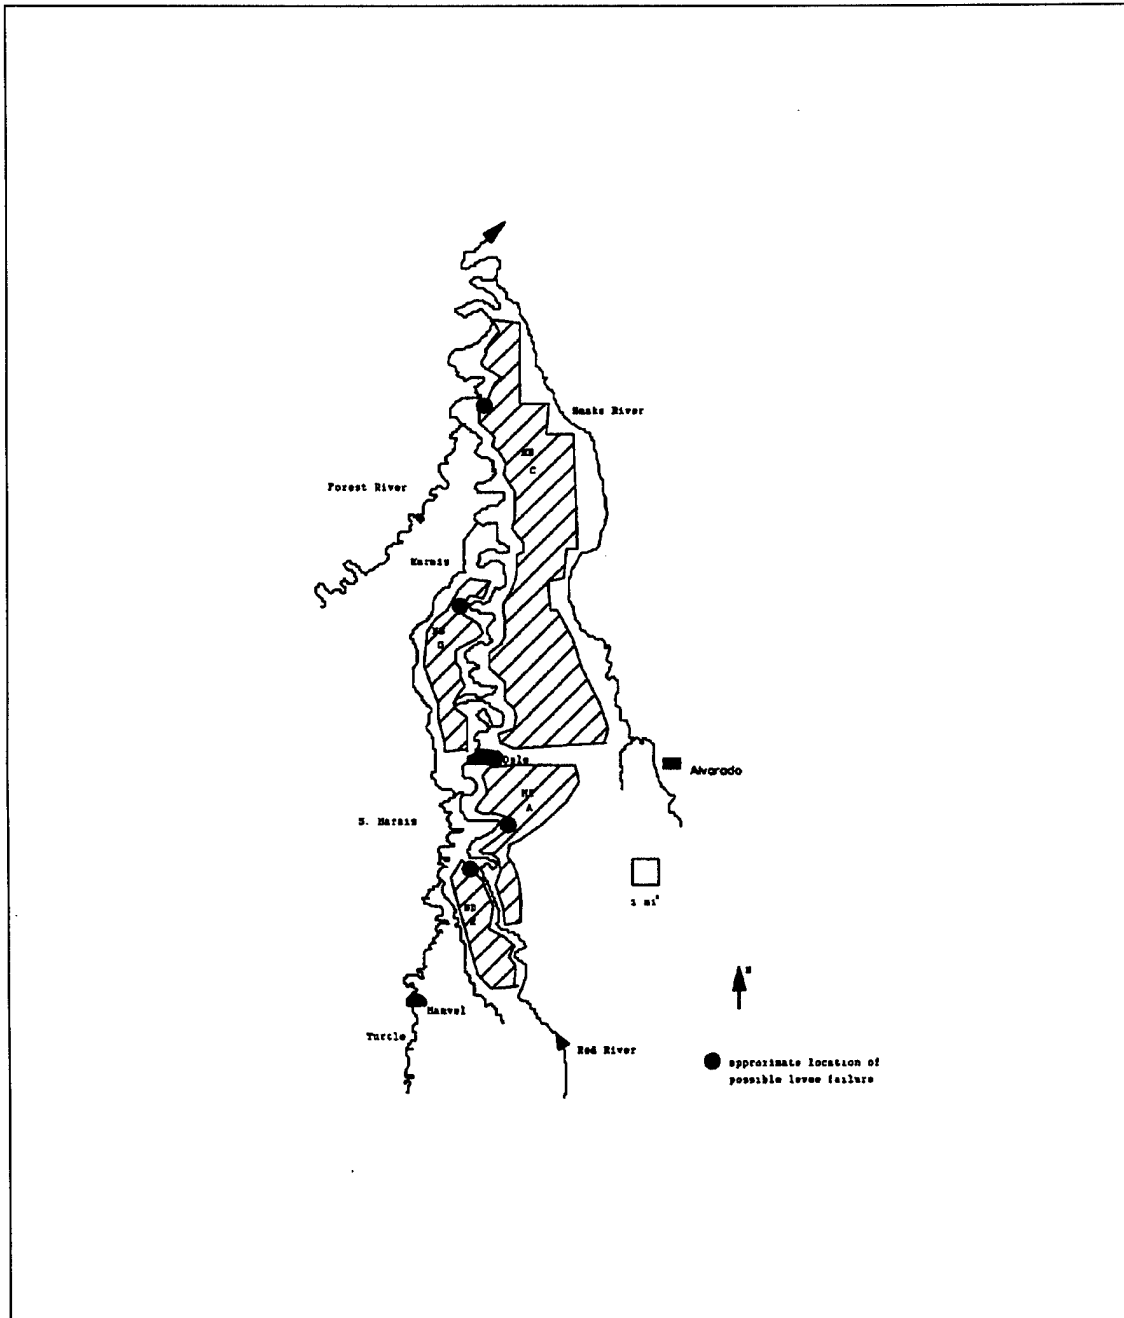 Snake River
C
Forest River
Marais
Oslo
Alvarado
A
S. Marais
1 mi²
N
Manvel
Turtle
Red River
approximate location of
possible levee failure